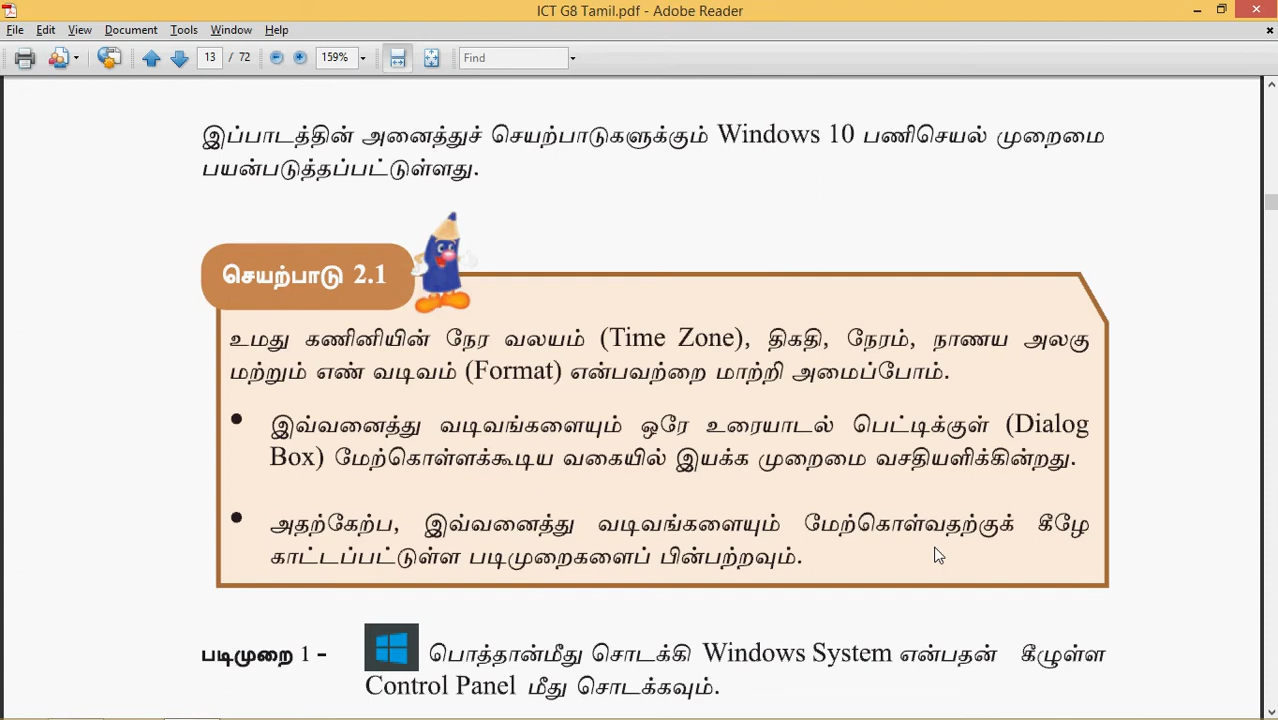 ICT G8 Tamil.pdf - Adobe Reader
File Edit View Document Tools Window Help
13 / 72 159% Find
இப்பாடத்தின் அனைத்துச் செயற்பாடுகளுக்கும் Windows 10 பணிசெயல் முறைமை
பயன்படுத்தப்பட்டுள்ளது.
செயற்பாடு 2.1
உமது கணினியின் நேர வலயம் (Time Zone), திகதி, நேரம், நாணய அலகு
மற்றும் எண் வடிவம் (Format) என்பவற்றை மாற்றி அமைப்போம்.
• இவ்வனைத்து வடிவங்களையும் ஒரே உரையாடல் பெட்டிக்குள் (Dialog
Box) மேற்கொள்ளக்கூடிய வகையில் இயக்க முறைமை வசதியளிக்கின்றது.
• அதற்கேற்ப, இவ்வனைத்து வடிவங்களையும் மேற்கொள்வதற்குக் கீழே
காட்டப்பட்டுள்ள படிமுறைகளைப் பின்பற்றவும்.
படிமுறை 1 – பொத்தான்மீது சொடக்கி Windows System என்பதன் கீழுள்ள
Control Panel மீது சொடக்கவும்.